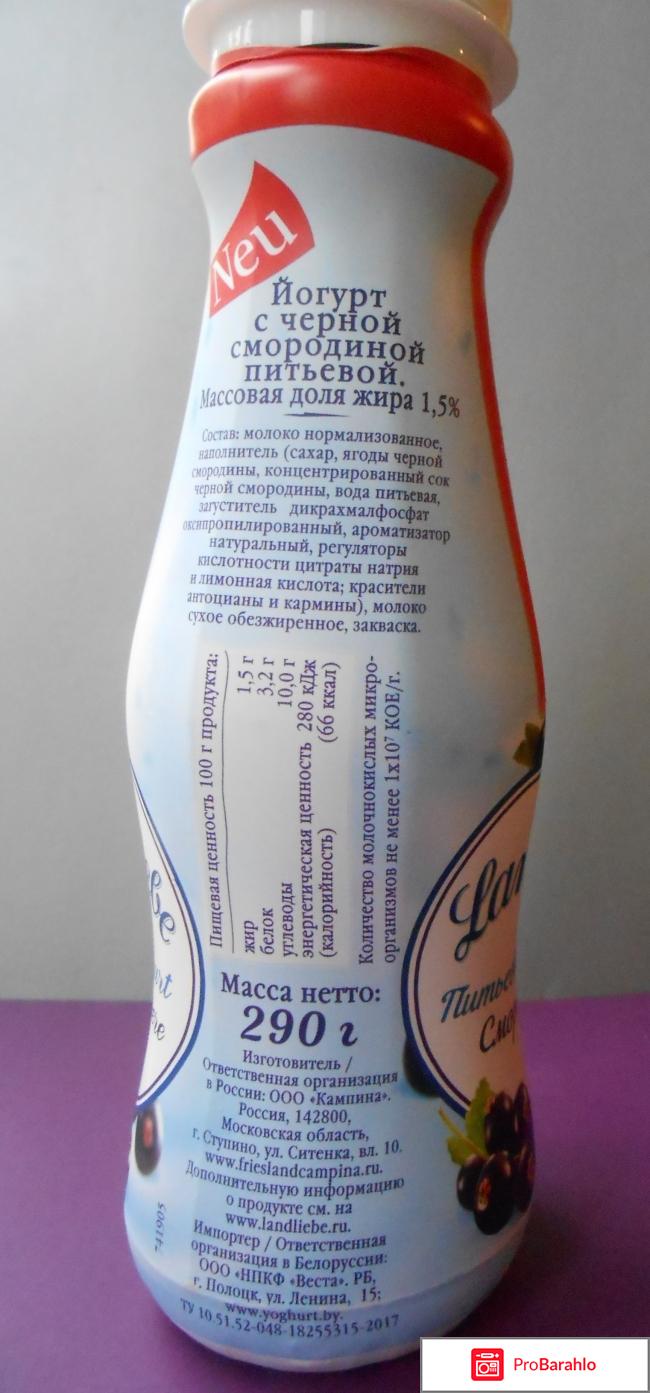 Neu
Йогурт
с черной
смородиной
питьевой.
Массовая доля жира 1,5%
Состав: молоко нормализованное,
наполнитель (сахар, ягоды черной
смородины, концентрированный сок
черной смородины, вода питьевая,
загуститель дикрахмалфосфат
оксипропилированный, ароматизатор
натуральный, регуляторы
кислотности цитраты натрия
и лимонная кислота; красители
антоцианы и кармины), молоко
сухое обезжиренное, закваска.
Пищевая ценность 100 г продукта:
жир 1,5 г
белок 3,2 г
углеводы 10,0 г
энергетическая ценность 280 кДж
(калорийность) (66 ккал)
Количество молочнокислых микро-
организмов не менее 1х10⁷ КОЕ/г.
Масса нетто:
290 г
Изготовитель /
Ответственная организация
в России: ООО «Кампина».
Россия, 142800,
Московская область,
г. Ступино, ул. Ситенка, вл. 10.
www.frieslandcampina.ru.
Дополнительную информацию
о продукте см. на
www.landliebe.ru.
Импортер / Ответственная
организация в Белоруссии:
ООО «НПКФ «Веста». РБ,
г. Полоцк, ул. Ленина, 15;
www.yoghurt.by.
ТУ 10.51.52-048-18255315-2017
741905
Lan
Питье
Смо
ProBarahlo